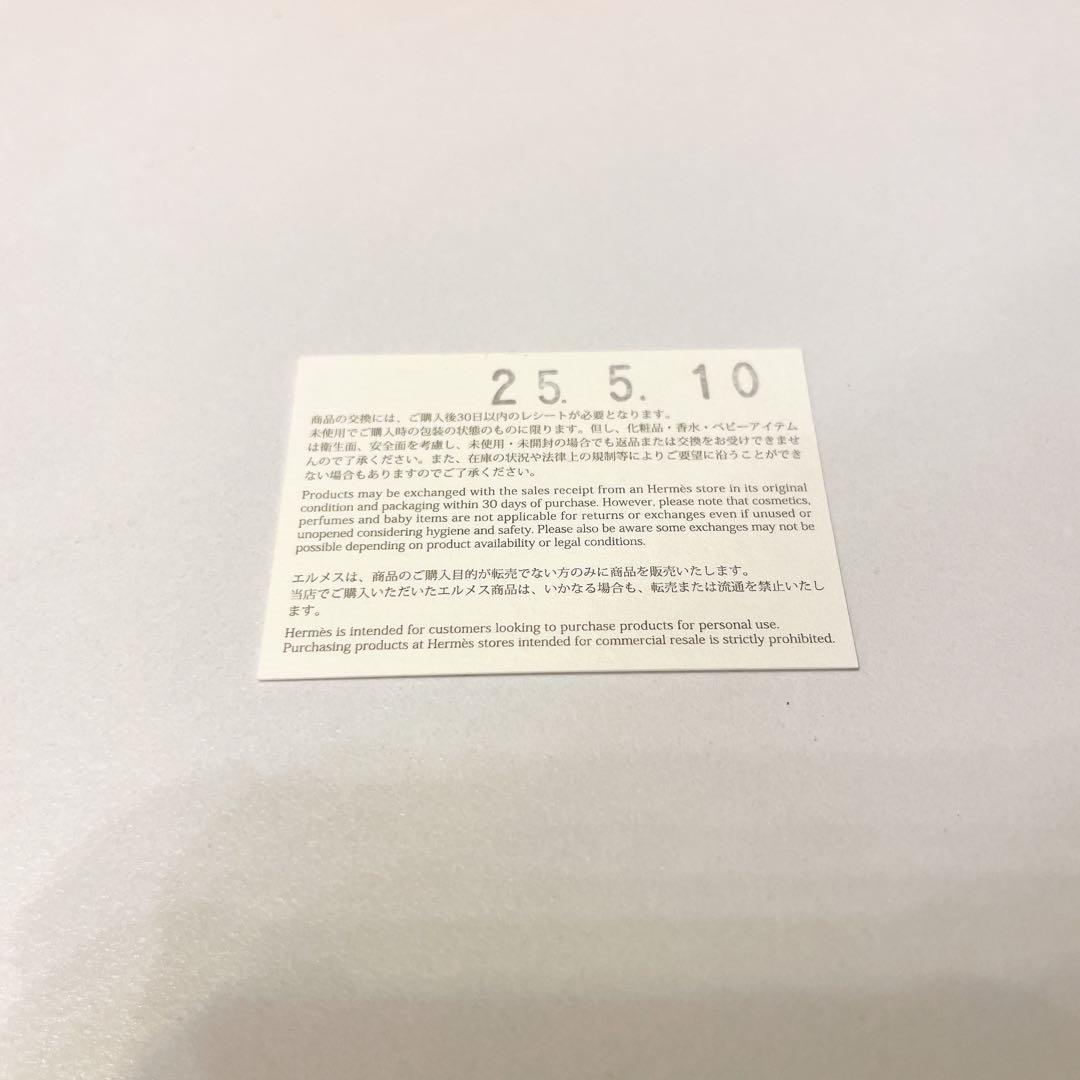 25. 5. 10
商品の交換には、ご購入後30日以内のレシートが必要となります。
未使用でご購入時の包装の状態のものに限ります。但し、化粧品・香水・ベビーアイテム
は衛生面、安全面を考慮し、未使用・未開封の場合でも返品または交換をお受けできませ
んので了承ください。また、在庫の状況や法律上の規制等によりご要望に沿うことができ
ない場合もありますのでご了承ください。
Products may be exchanged with the sales receipt from an Hermès store in its original
condition and packaging within 30 days of purchase. However, please note that cosmetics,
perfumes and baby items are not applicable for returns or exchanges even if unused or
unopened considering hygiene and safety. Please also be aware some exchanges may not be
possible depending on product availability or legal conditions.
エルメスは、商品のご購入目的が転売でない方のみに商品を販売いたします。
当店でご購入いただいたエルメス商品は、いかなる場合も、転売または流通を禁止いたし
ます。
Hermès is intended for customers looking to purchase products for personal use.
Purchasing products at Hermès stores intended for commercial resale is strictly prohibited.